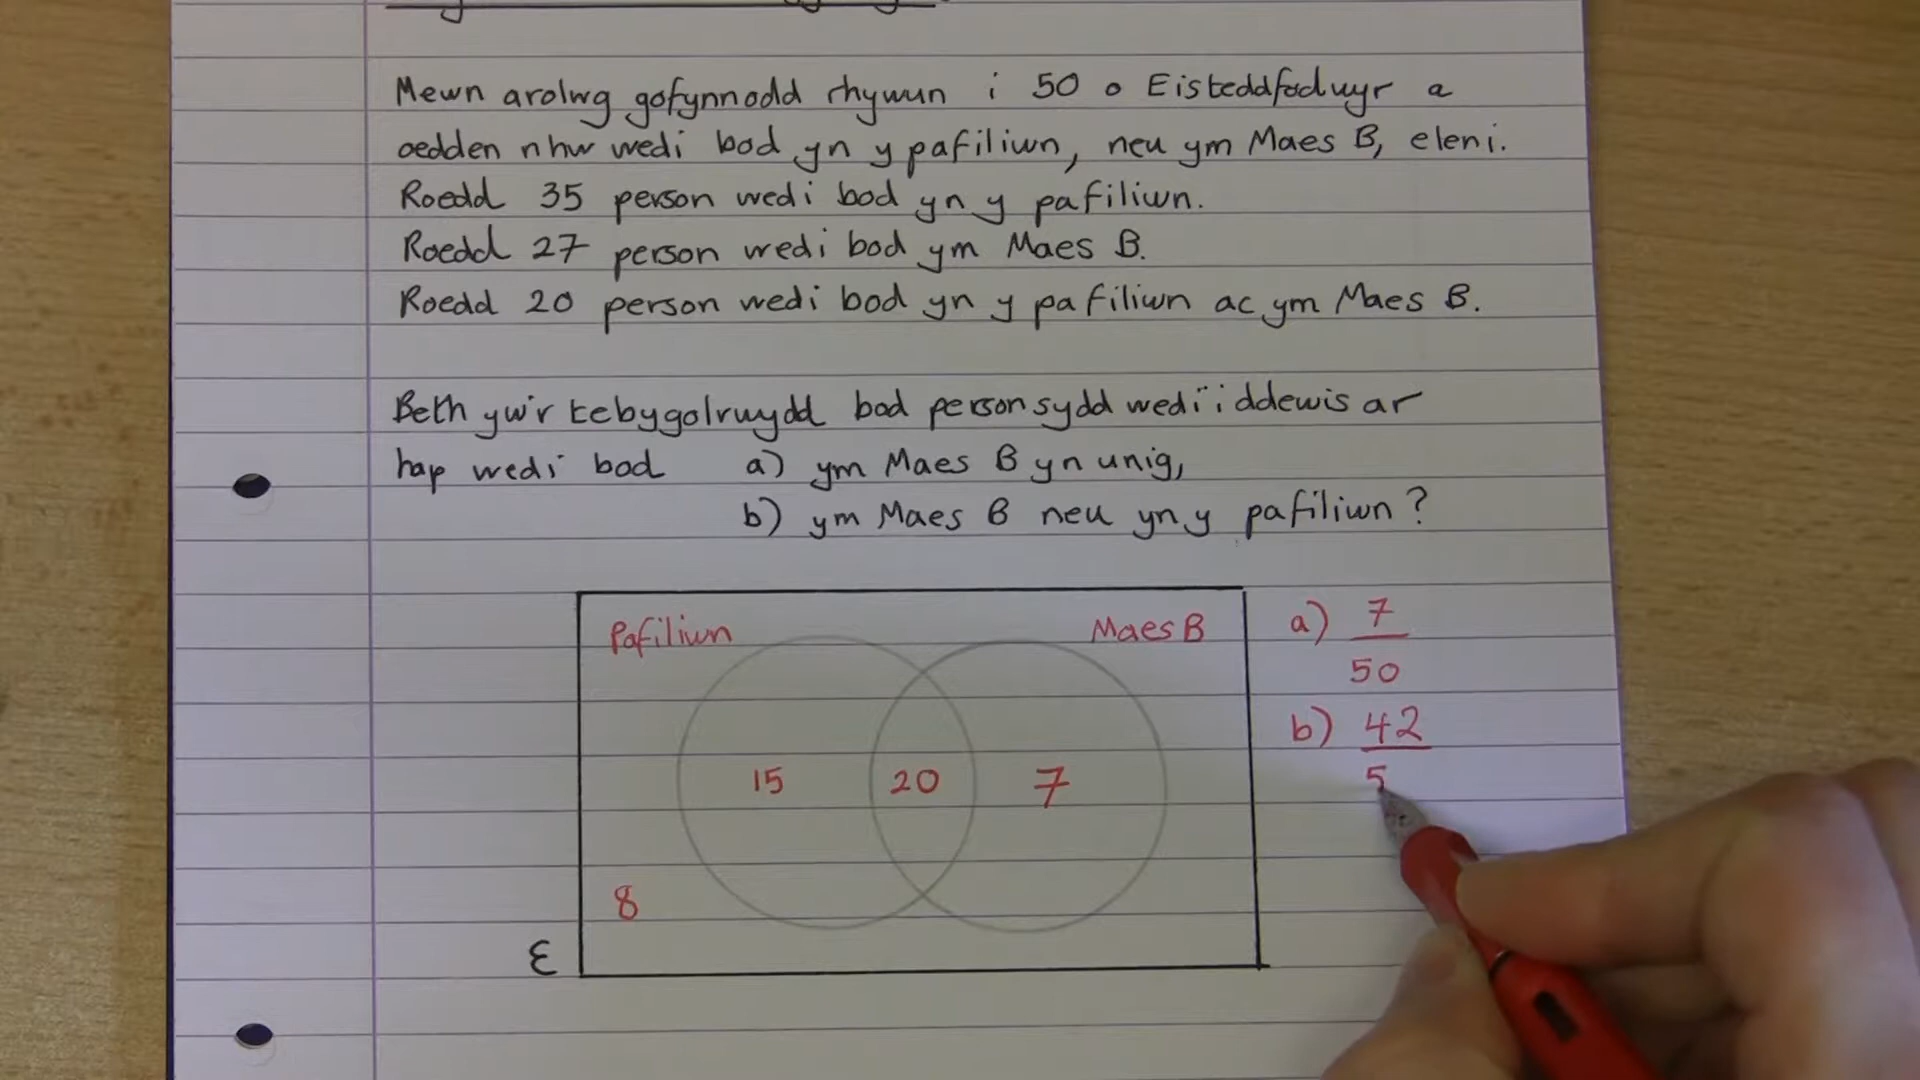 Mewn arolwg gofynnodd rhywun i 50 o Eisteddfodwyr a
oedden nhw wedi bod yn y pafiliwn, neu ym Maes B, eleni.
Roedd 35 person wedi bod yn y pafiliwn.
Roedd 27 person wedi bod ym Maes B.
Roedd 20 person wedi bod yn y pafiliwn ac ym Maes B.
Beth yw'r tebygolrwydd bod person sydd wedi'i ddewis ar
hap wedi bod a) ym Maes B yn unig,
b) ym Maes B neu yn y pafiliwn?
Pafiliwn Maes B
15 20 7
8
ε
a) 7
50
b) 42
5